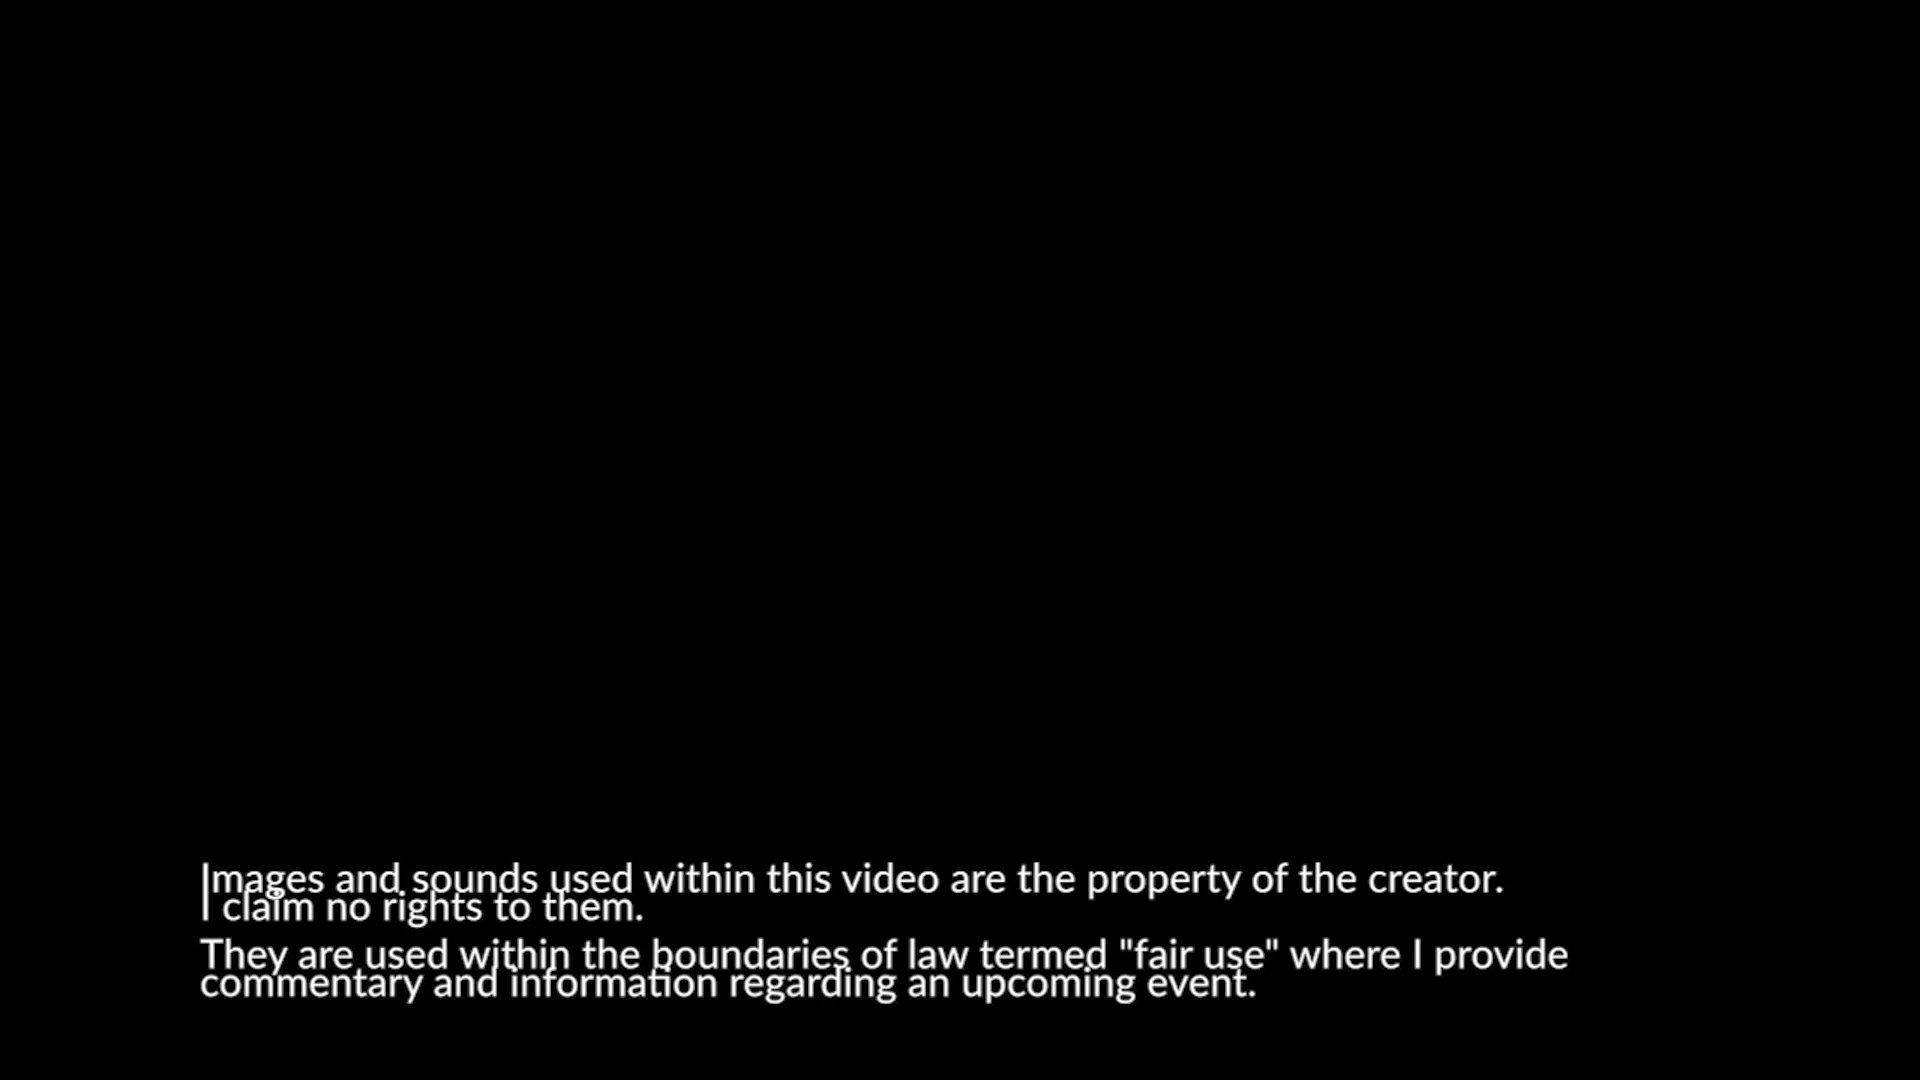 Images and sounds used within this video are the property of the creator.
I claim no rights to them.
They are used within the boundaries of law termed "fair use" where I provide
commentary and information regarding an upcoming event.